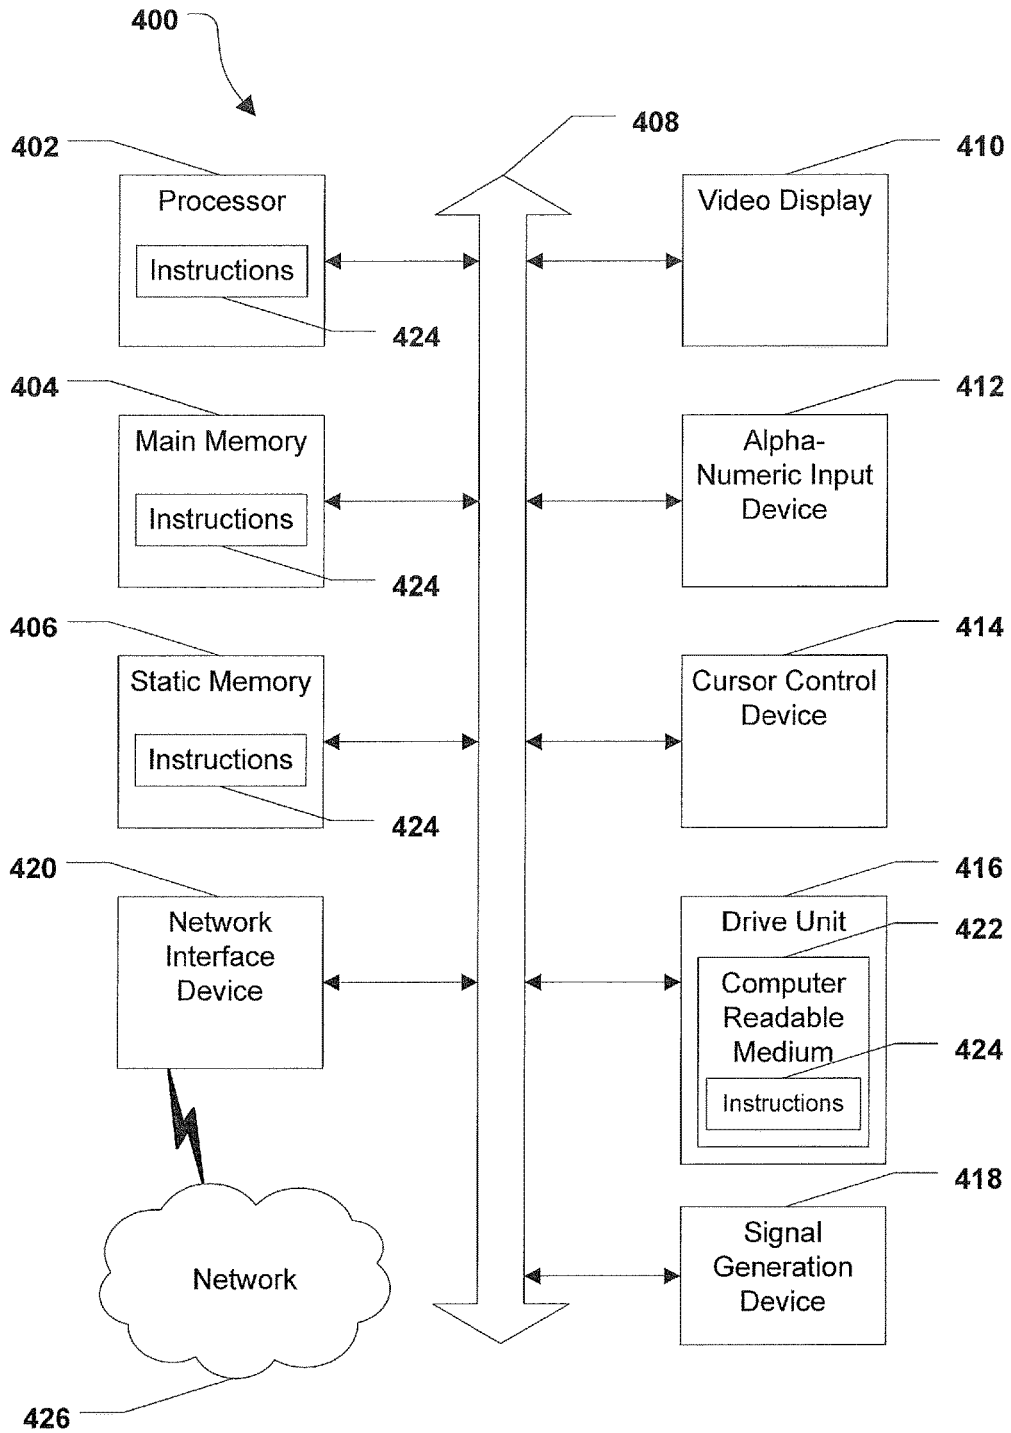 400
408
402
Processor
Instructions
424
410
Video Display
404
Main Memory
Instructions
424
412
Alpha-
Numeric Input
Device
406
Static Memory
Instructions
424
414
Cursor Control
Device
420
Network
Interface
Device
416
Drive Unit
422
Computer
Readable
Medium
424
Instructions
418
Signal
Generation
Device
Network
426